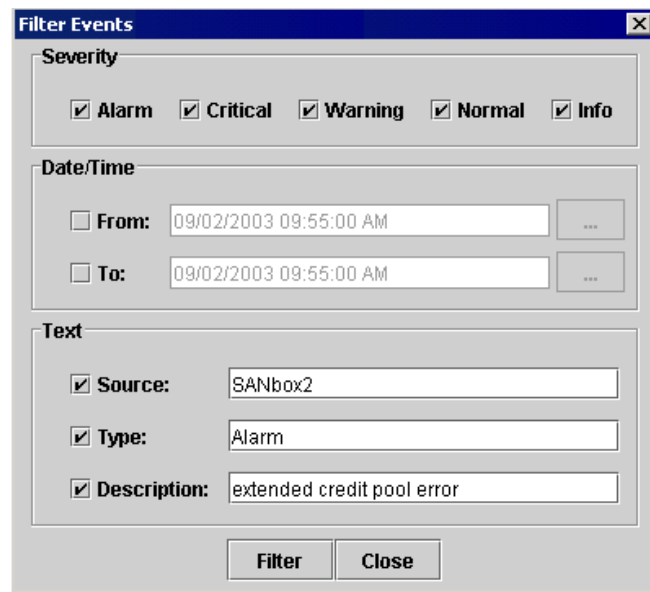 Filter Events
Severity
Alarm Critical Warning Normal Info
Date/Time
From: 09/02/2003 09:55:00 AM ...
To: 09/02/2003 09:55:00 AM ...
Text
Source: SANbox2
Type: Alarm
Description: extended credit pool error
Filter Close